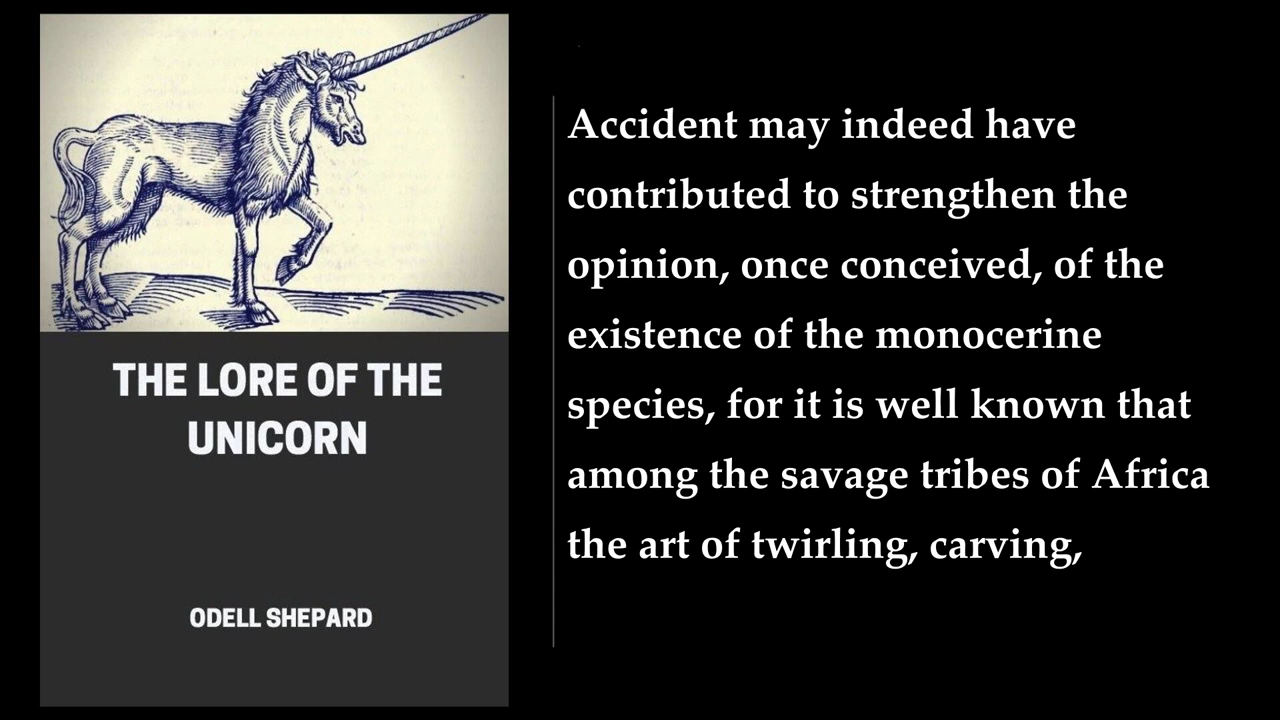 THE LORE OF THE
UNICORN
ODELL SHEPARD
Accident may indeed have
contributed to strengthen the
opinion, once conceived, of the
existence of the monocerine
species, for it is well known that
among the savage tribes of Africa
the art of twirling, carving,